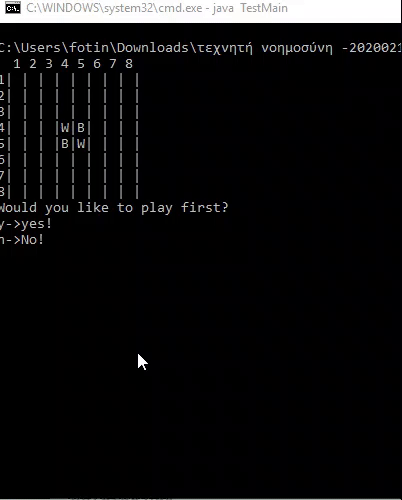 C:\WINDOWS\system32\cmd.exe - java TestMain
C:\Users\fotin\Downloads\τεχνητή νοημοσύνη -2020021
1 2 3 4 5 6 7 8
1| | | | | | | | |
2| | | | | | | | |
3| | | | | | | | |
4| | | |W|B| | | |
5| | | |B|W| | | |
6| | | | | | | | |
7| | | | | | | | |
8| | | | | | | | |
Would you like to play first?
y->yes!
n->No!